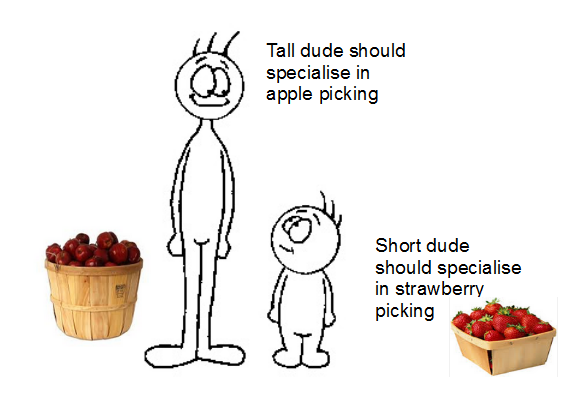 Tall dude should
specialise in
apple picking
Short dude
should specialise
in strawberry
picking